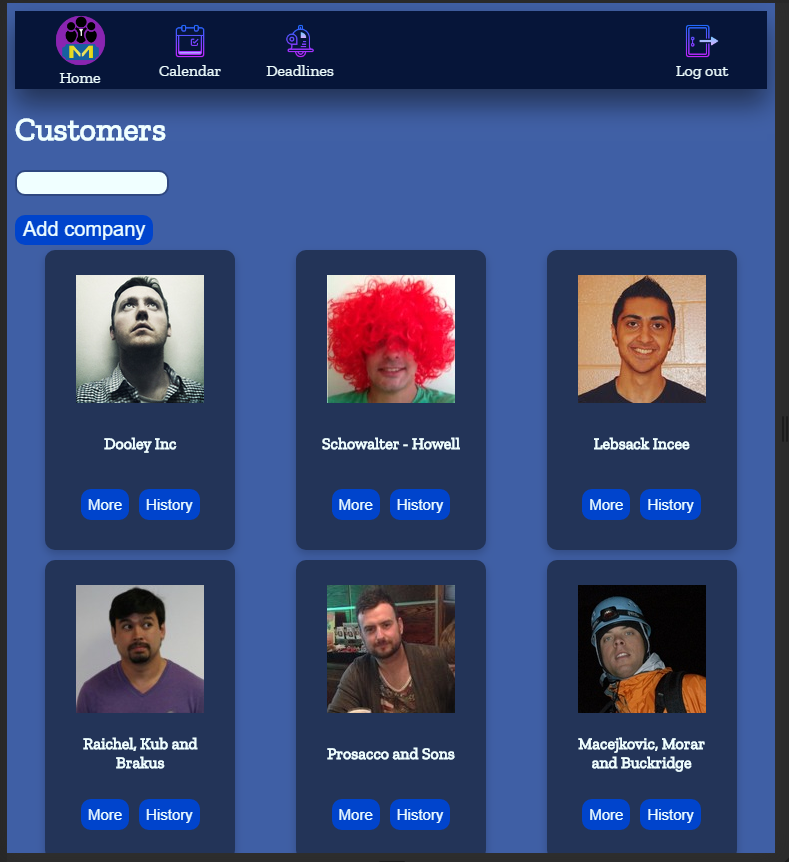 M
Home
Calendar
Deadlines
Log out
Customers
Add company
Dooley Inc
More
History
Schowalter - Howell
More
History
Lebsack Incee
More
History
Raichel, Kub and
Brakus
More
History
Prosacco and Sons
More
History
Macejkovic, Morar
and Buckridge
More
History